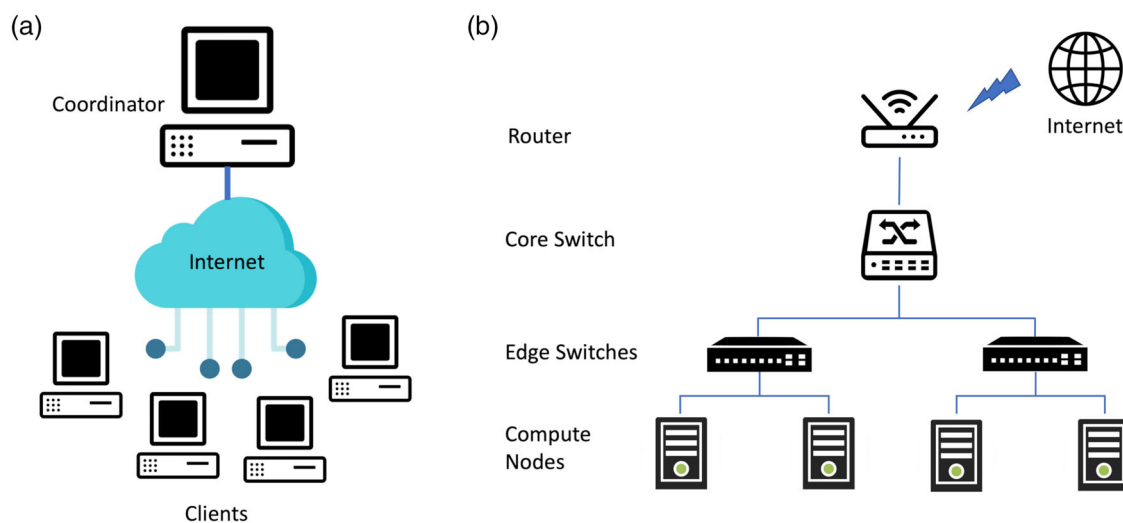 (a)
Coordinator
Internet
Clients
(b)
Internet
Router
Core Switch
Edge Switches
Compute
Nodes